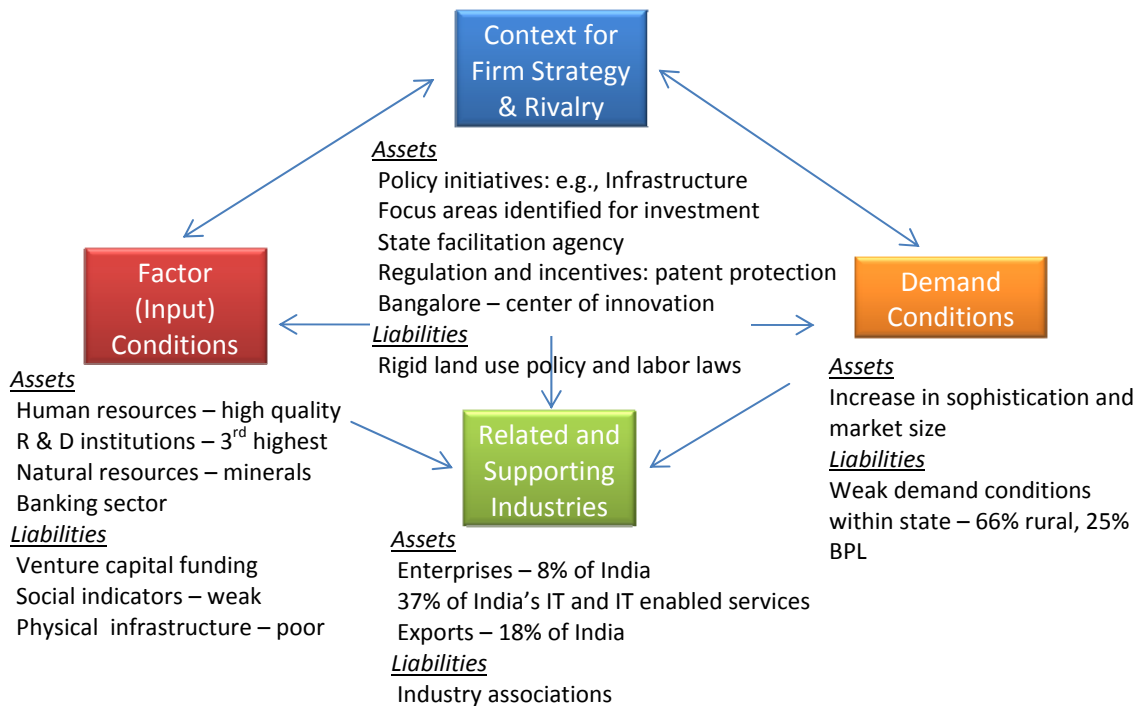 Context for
Firm Strategy
& Rivalry
Assets
Policy initiatives: e.g., Infrastructure
Focus areas identified for investment
State facilitation agency
Regulation and incentives: patent protection
Bangalore – center of innovation
Liabilities
Rigid land use policy and labor laws
Factor
(Input)
Conditions
Assets
Human resources – high quality
R & D institutions – 3rd highest
Natural resources – minerals
Banking sector
Liabilities
Venture capital funding
Social indicators – weak
Physical infrastructure – poor
Demand
Conditions
Assets
Increase in sophistication and
market size
Liabilities
Weak demand conditions
within state – 66% rural, 25%
BPL
Related and
Supporting
Industries
Assets
Enterprises – 8% of India
37% of India's IT and IT enabled services
Exports – 18% of India
Liabilities
Industry associations